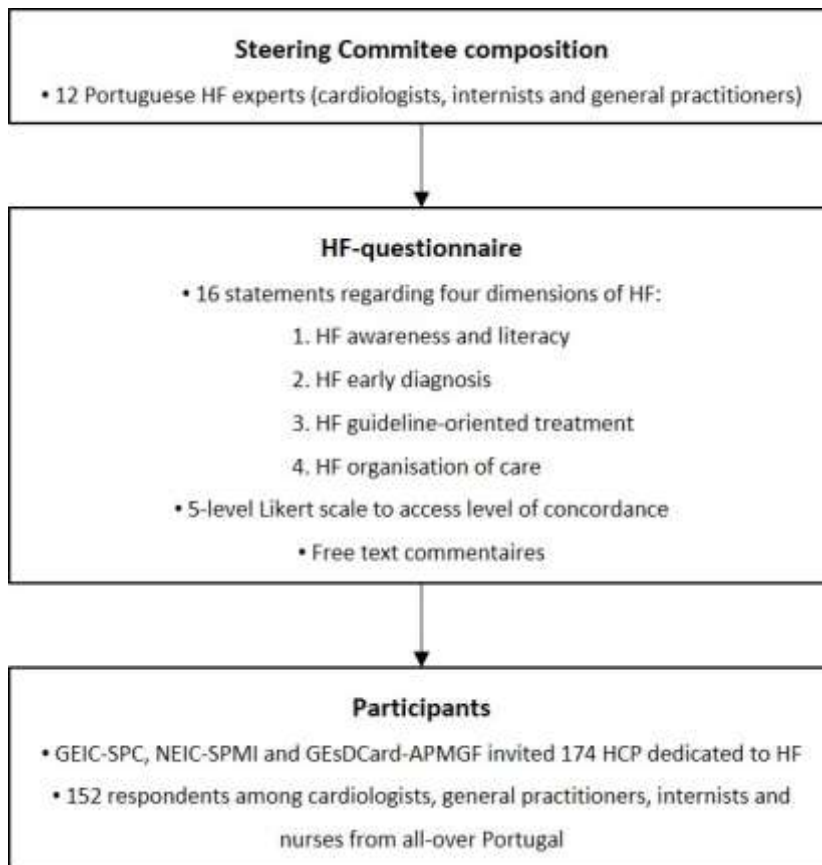 Steering Commitee composition
• 12 Portuguese HF experts (cardiologists, internists and general practitioners)
HF-questionnaire
• 16 statements regarding four dimensions of HF:
1. HF awareness and literacy
2. HF early diagnosis
3. HF guideline-oriented treatment
4. HF organisation of care
• 5-level Likert scale to access level of concordance
• Free text commentaires
Participants
• GEIC-SPC, NEIC-SPMI and GEsDCard-APMGF invited 174 HCP dedicated to HF
• 152 respondents among cardiologists, general practitioners, internists and
nurses from all-over Portugal